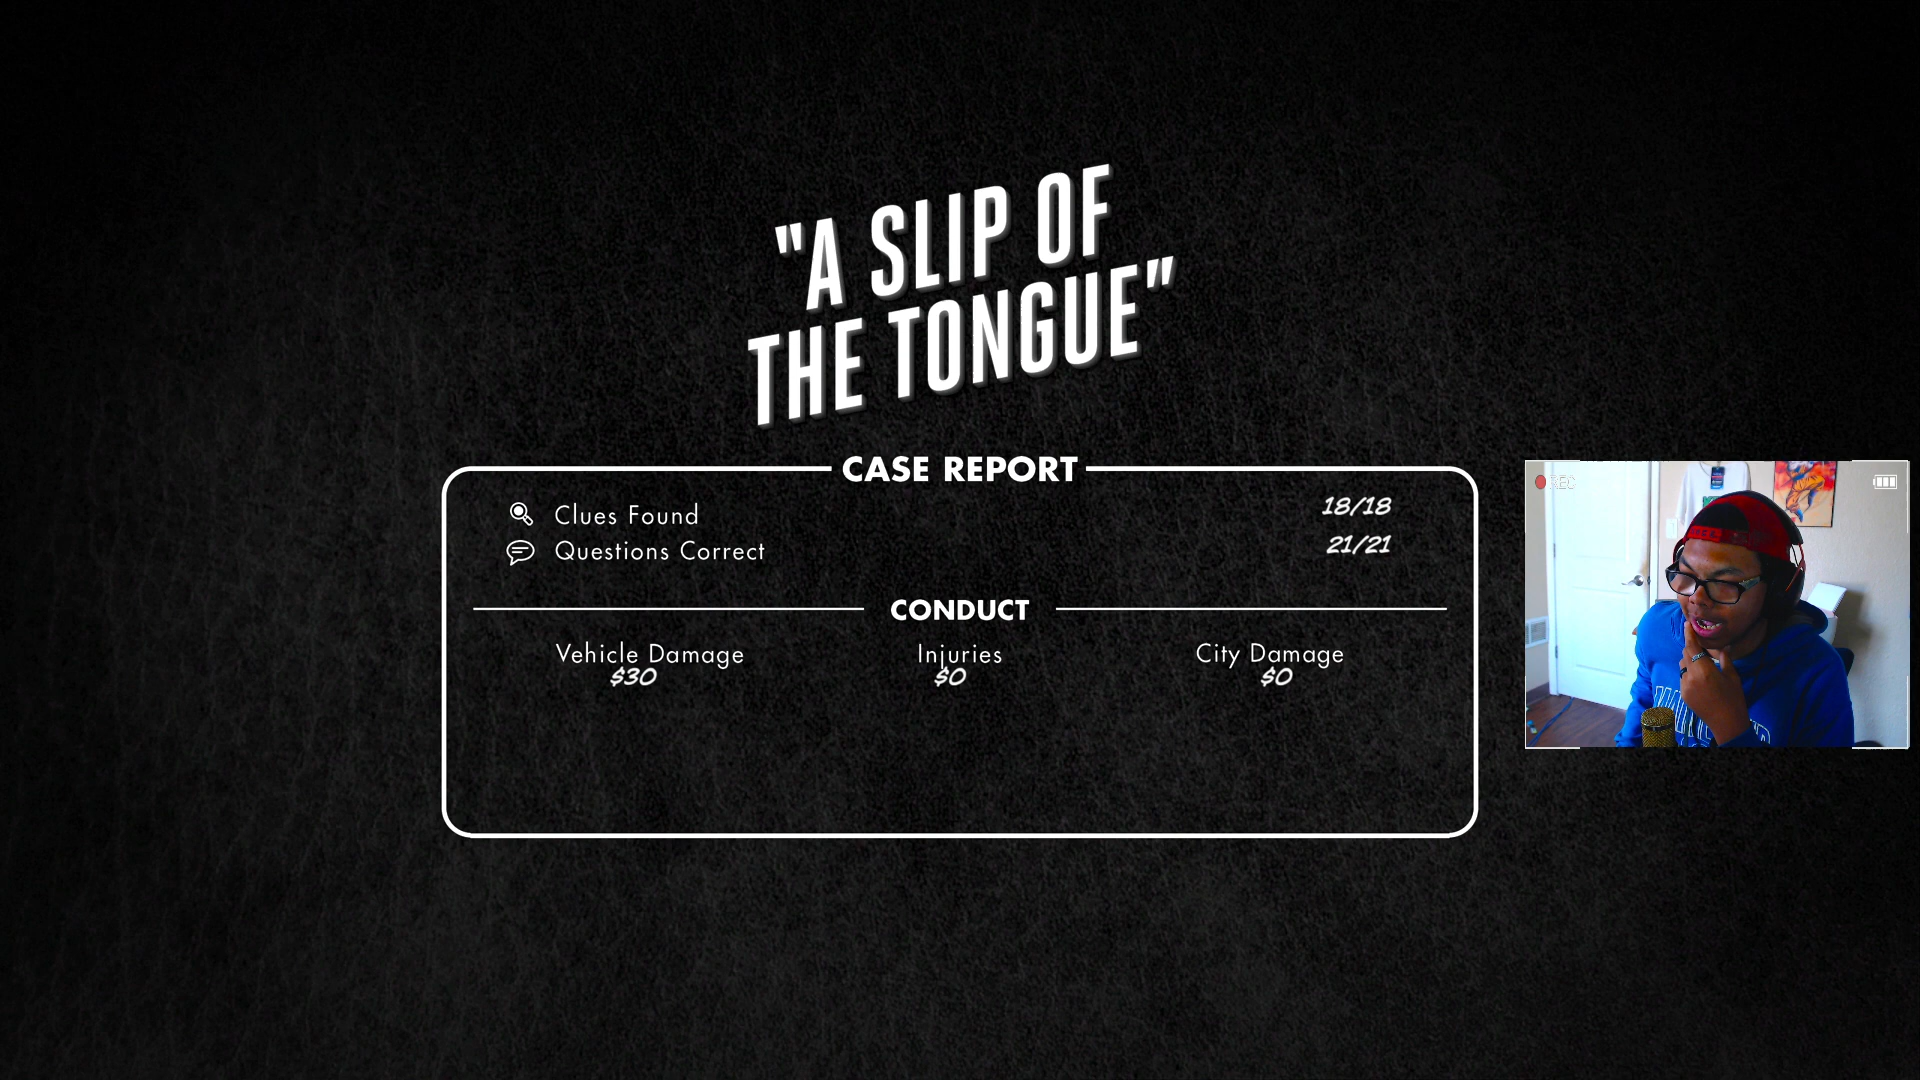 "A SLIP OF
THE TONGUE"
CASE REPORT
Clues Found 18/18
Questions Correct 21/21
CONDUCT
Vehicle Damage Injuries City Damage
$30 $0 $0
REC